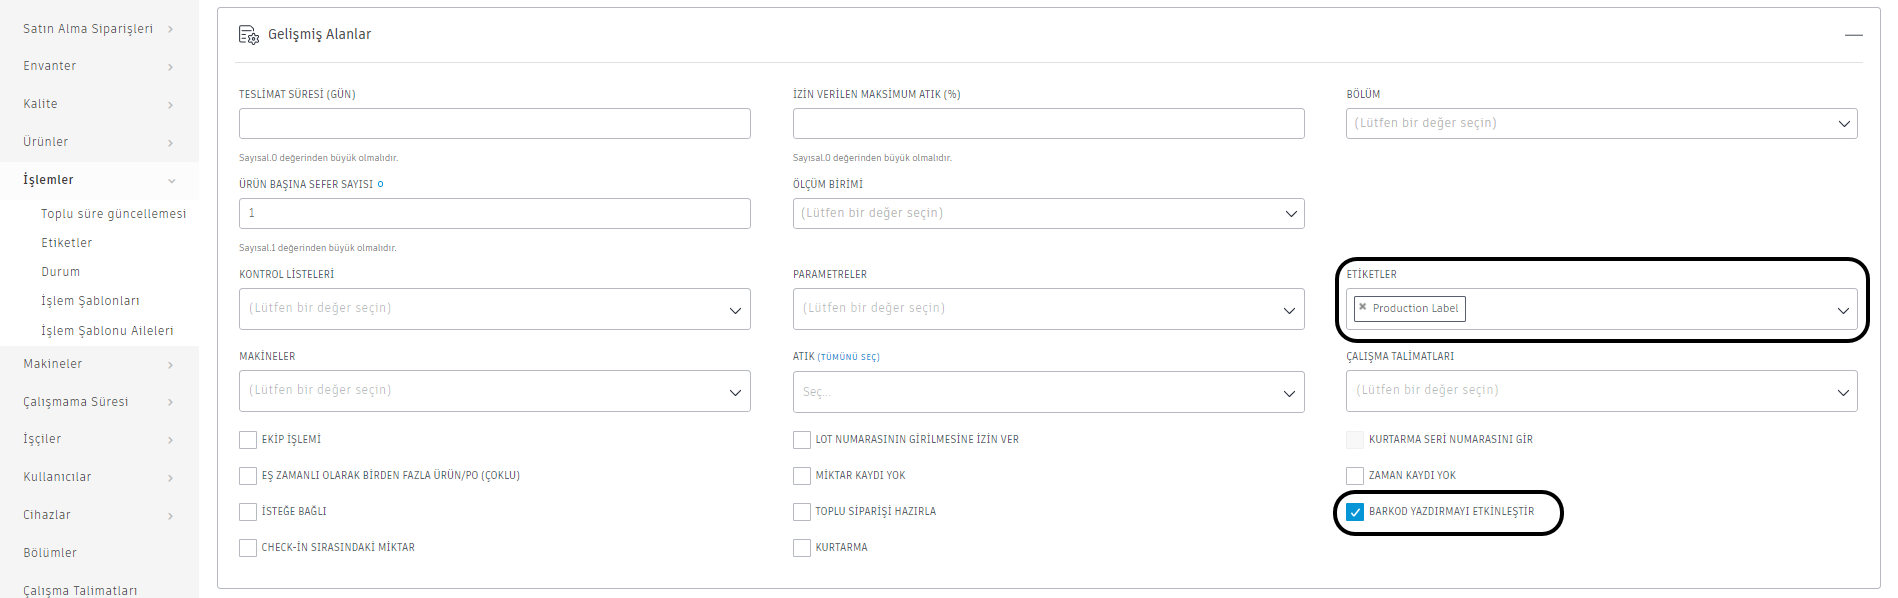 Satın Alma Siparişleri
Envanter
Kalite
Ürünler
İşlemler
Toplu süre güncellemesi
Etiketler
Durum
İşlem Şablonları
İşlem Şablonu Aileleri
Makineler
Çalışmama Süresi
İşçiler
Kullanıcılar
Cihazlar
Bölümler
Çalışma Talimatları
Gelişmiş Alanlar
TESLİMAT SÜRESİ (GÜN)
İZİN VERİLEN MAKSİMUM ATIK (%)
BÖLÜM
(Lütfen bir değer seçin)
Sayısal.0 değerinden büyük olmalıdır.
Sayısal.0 değerinden büyük olmalıdır.
ÜRÜN BAŞINA SEFER SAYISI
ÖLÇÜM BİRİMİ
1
(Lütfen bir değer seçin)
Sayısal.1 değerinden büyük olmalıdır.
KONTROL LİSTELERİ
PARAMETRELER
ETİKETLER
(Lütfen bir değer seçin)
(Lütfen bir değer seçin)
Production Label
MAKİNELER
ATIK (TÜMÜNÜ SEÇ)
ÇALIŞMA TALİMATLARI
(Lütfen bir değer seçin)
Seç...
(Lütfen bir değer seçin)
EKİP İŞLEMİ
LOT NUMARASININ GİRİLMESİNE İZİN VER
KURTARMA SERİ NUMARASINI GİR
EŞ ZAMANLI OLARAK BİRDEN FAZLA ÜRÜN/PO (ÇOKLU)
MİKTAR KAYDI YOK
ZAMAN KAYDI YOK
İSTEĞE BAĞLI
TOPLU SİPARİŞİ HAZIRLA
BARKOD YAZDIRMAYI ETKİNLEŞTİR
CHECK-İN SIRASINDAKİ MİKTAR
KURTARMA